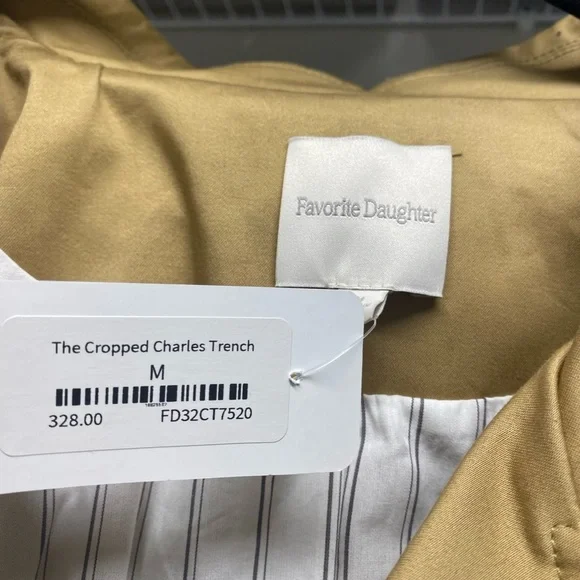 Favorite Daughter
The Cropped Charles Trench
M
328.00 FD32CT7520